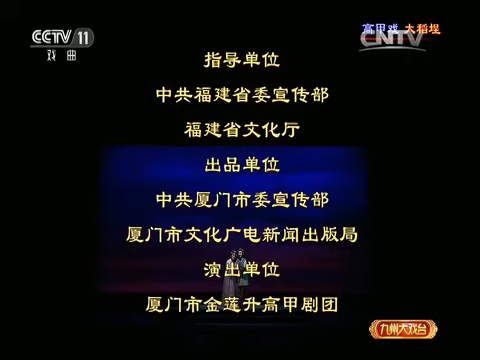 CCTV 11
戏曲
高甲戏 大稻埕
CNTV
指导单位
中共福建省委宣传部
福建省文化厅
出品单位
中共厦门市委宣传部
厦门市文化广电新闻出版局
演出单位
厦门市金莲升高甲剧团
九州大戏台